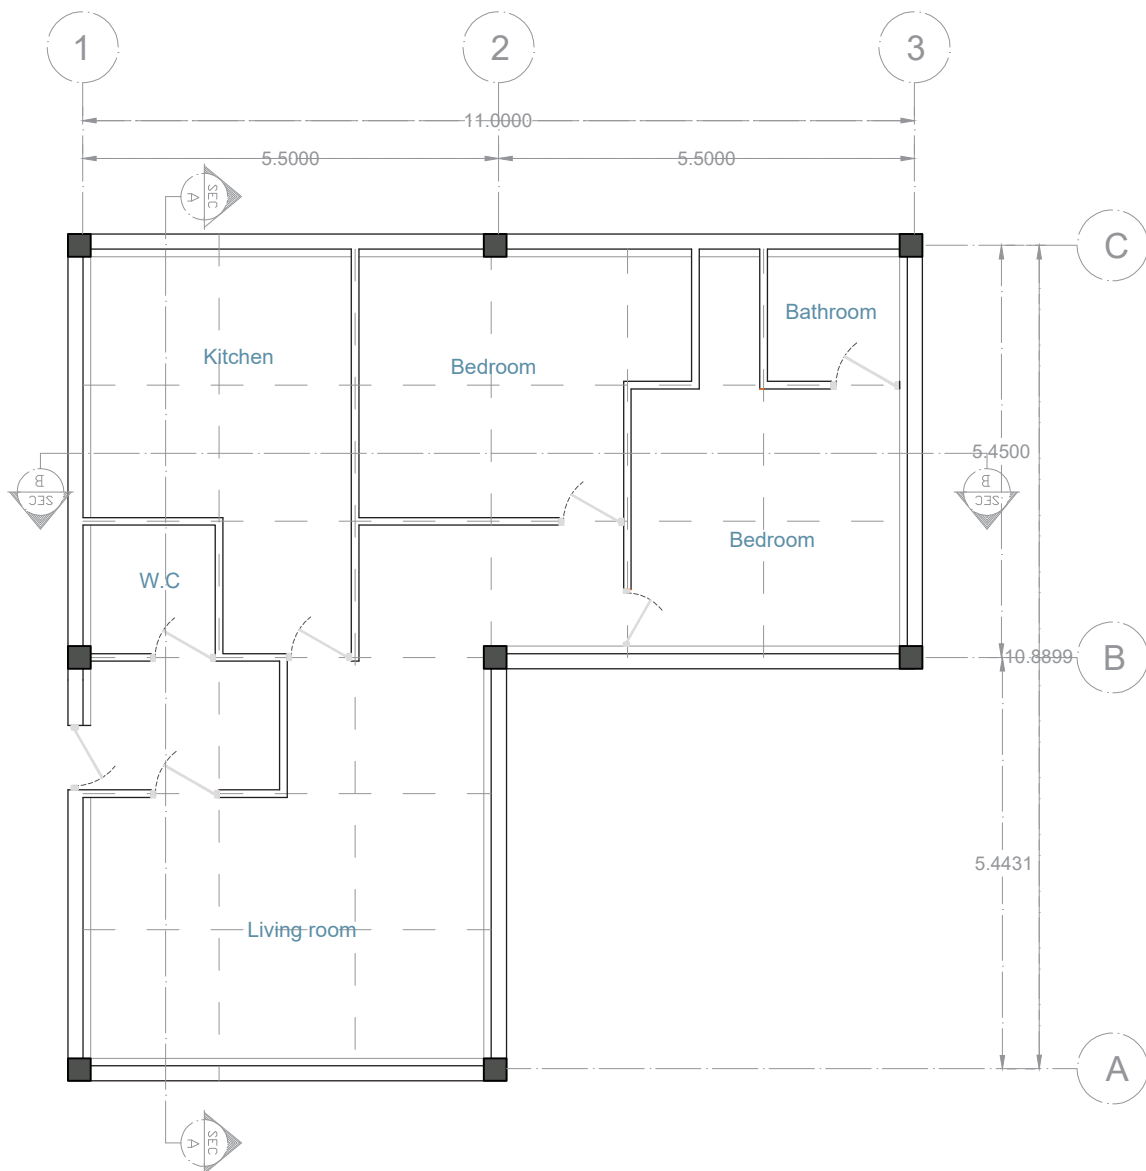 1
2
3
11.0000
5.5000
5.5000
SEC
A
C
Bathroom
Kitchen
Bedroom
5.4500
B
SEC
B
SEC
Bedroom
W.C
10.8899
B
5.4431
Living room
A
SEC
A